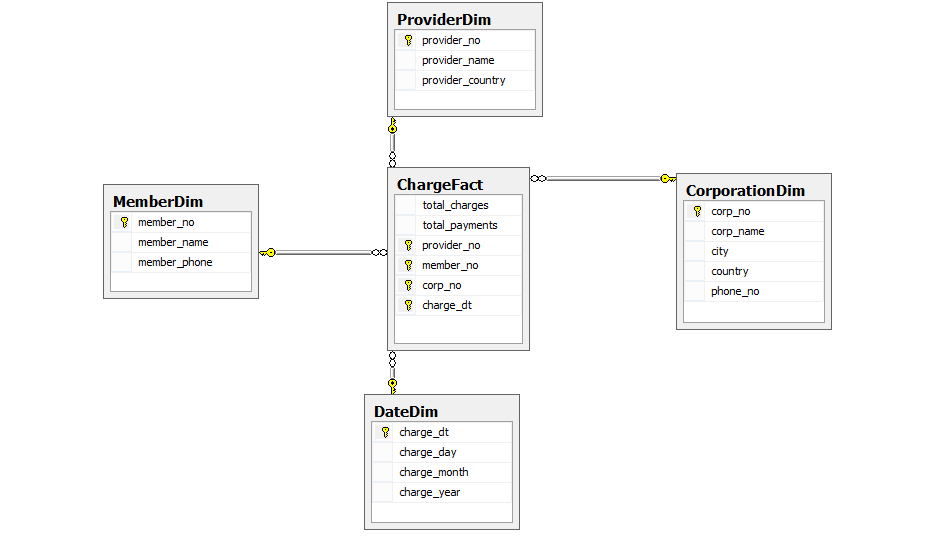 ProviderDim
provider_no
provider_name
provider_country
ChargeFact
total_charges
total_payments
provider_no
member_no
corp_no
charge_dt
MemberDim
member_no
member_name
member_phone
CorporationDim
corp_no
corp_name
city
country
phone_no
DateDim
charge_dt
charge_day
charge_month
charge_year